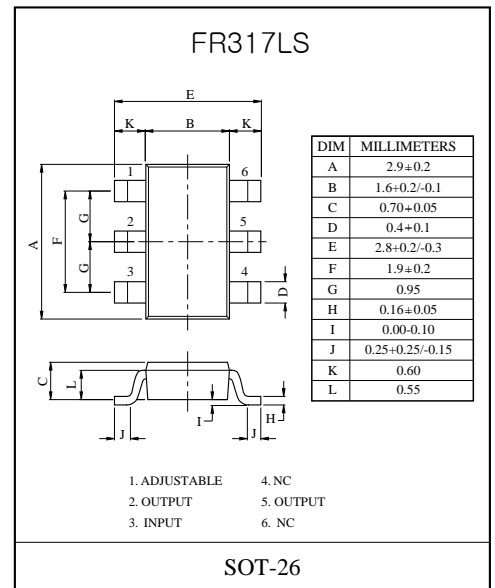 FR317LS
E
K B K
1 6
2 5
3 4
A
F
G
G
D
DIM MILLIMETERS
A 2.9±0.2
B 1.6+0.2/-0.1
C 0.70±0.05
D 0.4+0.1
E 2.8+0.2/-0.3
F 1.9±0.2
G 0.95
H 0.16±0.05
I 0.00-0.10
J 0.25+0.25/-0.15
K 0.60
L 0.55
C
L
I
H
J J
1. ADJUSTABLE 4. NC
2. OUTPUT 5. OUTPUT
3. INPUT 6. NC
SOT-26